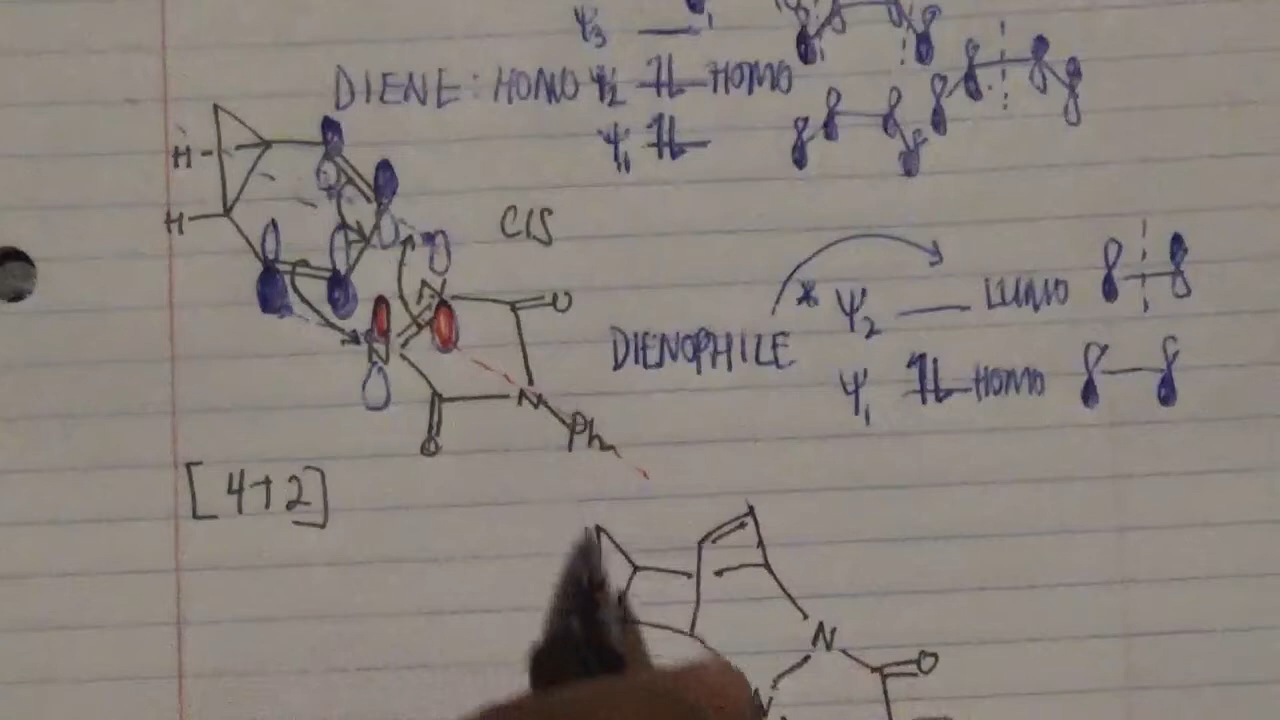 Ψ3
DIENE: HOMO Ψ2 HOMO
Ψ1
H
H
CIS
N O
* Ψ2 LUMO
DIENOPHILE
N
Ψ1 HOMO
N
Ph
O
[4+2]
N
O
N